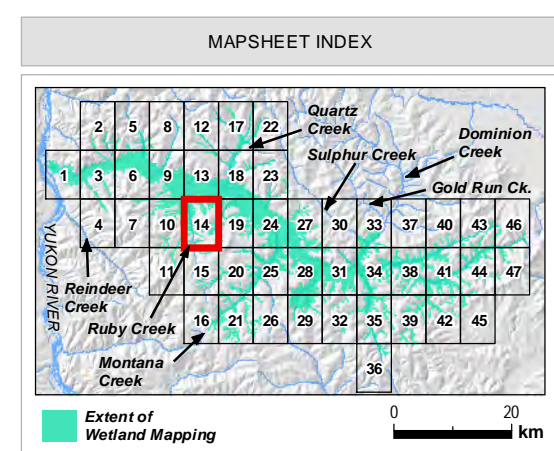 MAPSHEET INDEX
Quartz
Creek
Dominion
Creek
Sulphur Creek
Gold Run Ck.
2 5 8 12 17 22
1 3 6 9 13 18 23
4 7 10 14 19 24 27 30 33 37 40 43 46
11 15 20 25 28 31 34 38 41 44 47
16 21 26 29 32 35 39 42 45
36
YUKON RIVER
Reindeer
Creek
Ruby Creek
Montana
Creek
Extent of
Wetland Mapping
0 20
km